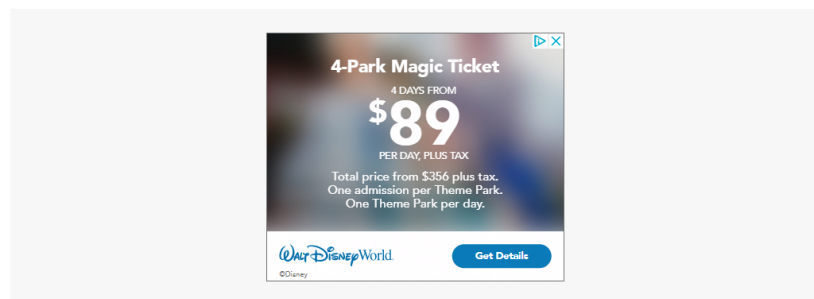 4-Park Magic Ticket
4 DAYS FROM
$89
PER DAY, PLUS TAX
Total price from $356 plus tax.
One admission per Theme Park.
One Theme Park per day.
Walt Disney World.
Get Details
©Disney